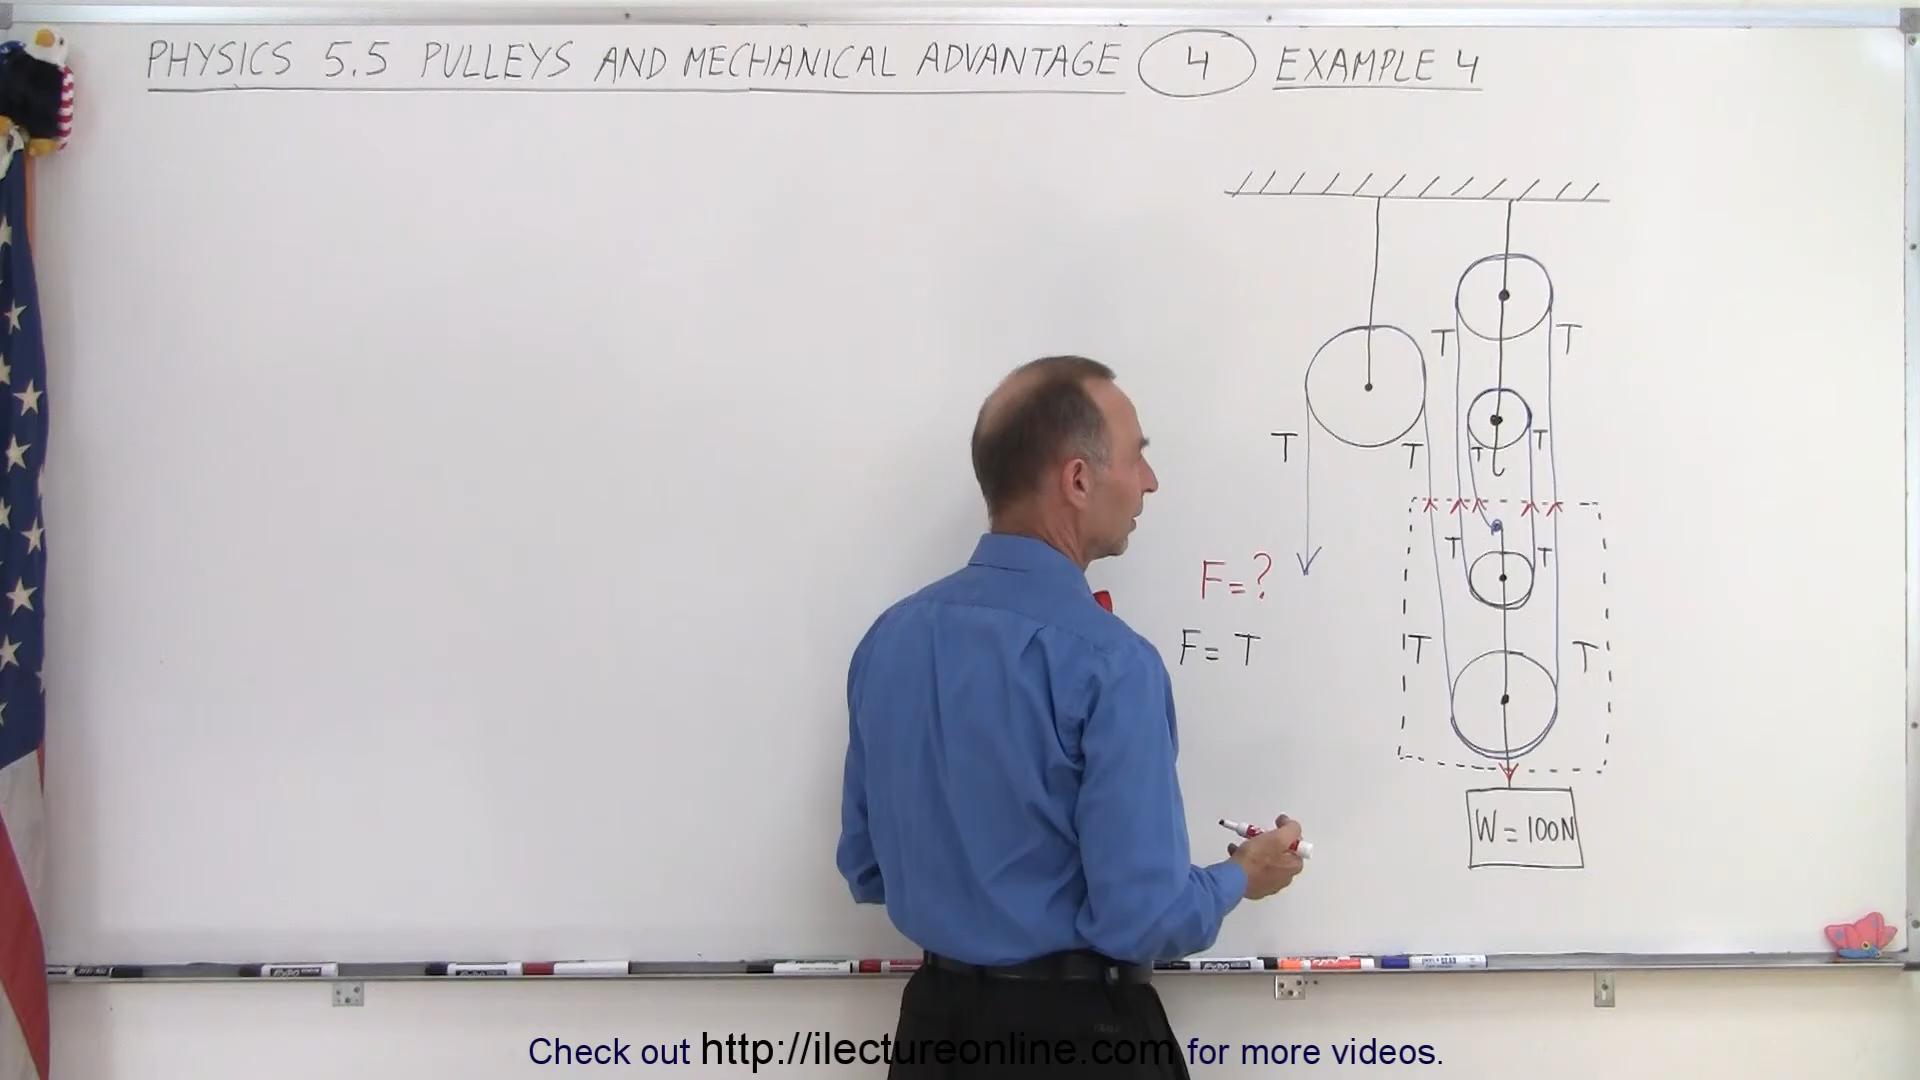 PHYSICS 5.5 PULLEYS AND MECHANICAL ADVANTAGE 4 EXAMPLE 4
T T
T T T T
T T
F=?
F= T
T T
W = 100N
Check out http://ilectureonline.com for more videos.